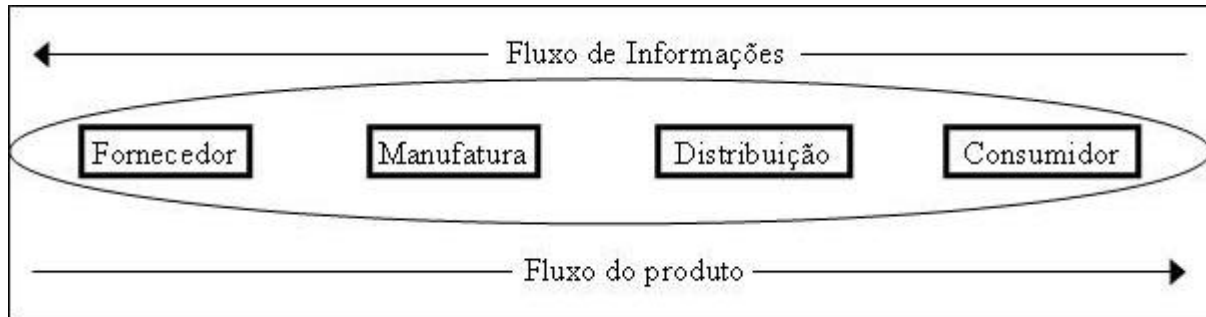 Fluxo de Informações
Fornecedor
Manufatura
Distribuição
Consumidor
Fluxo do produto